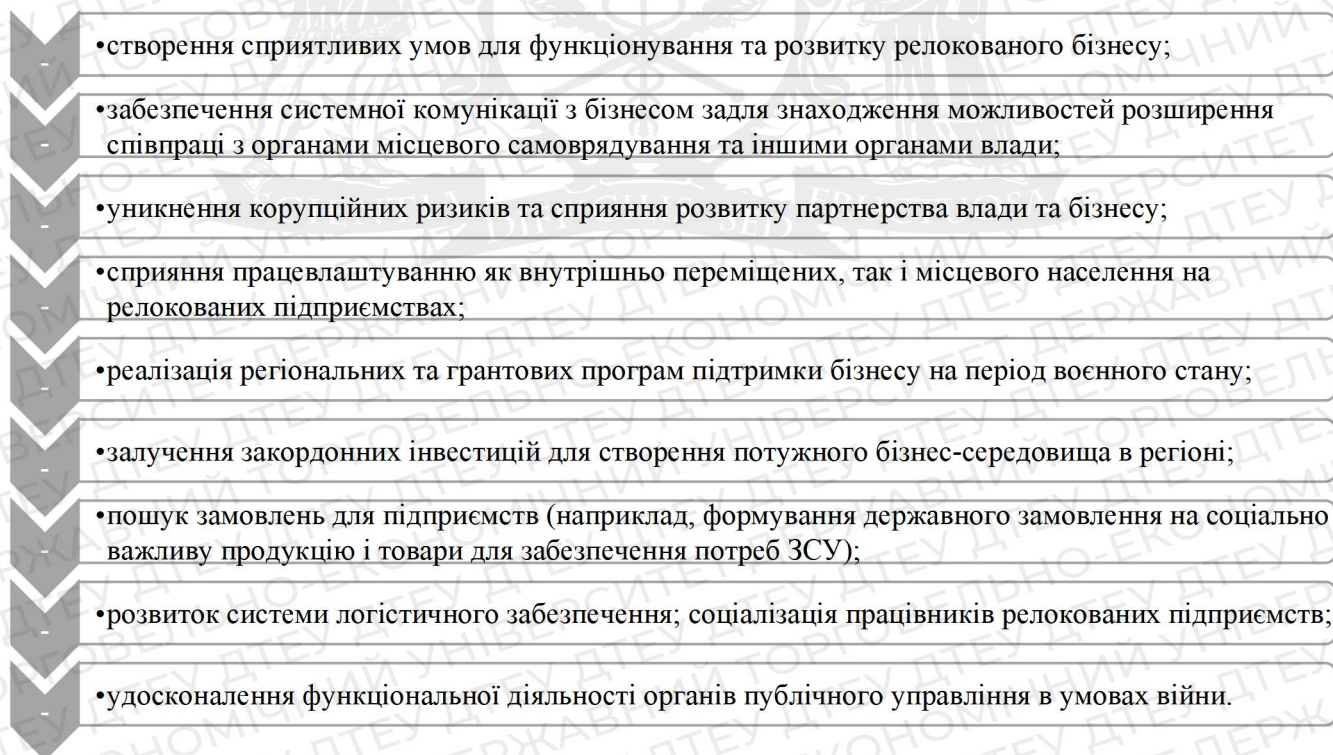 •створення сприятливих умов для функціонування та розвитку релокованого бізнесу;
•забезпечення системної комунікації з бізнесом задля знаходження можливостей розширення
співпраці з органами місцевого самоврядування та іншими органами влади;
•уникнення корупційних ризиків та сприяння розвитку партнерства влади та бізнесу;
•сприяння працевлаштуванню як внутрішньо переміщених, так і місцевого населення на
релокованих підприємствах;
•реалізація регіональних та грантових програм підтримки бізнесу на період воєнного стану;
•залучення закордонних інвестицій для створення потужного бізнес-середовища в регіоні;
•пошук замовлень для підприємств (наприклад, формування державного замовлення на соціально
важливу продукцію і товари для забезпечення потреб ЗСУ);
•розвиток системи логістичного забезпечення; соціалізація працівників релокованих підприємств;
•удосконалення функціональної діяльності органів публічного управління в умовах війни.